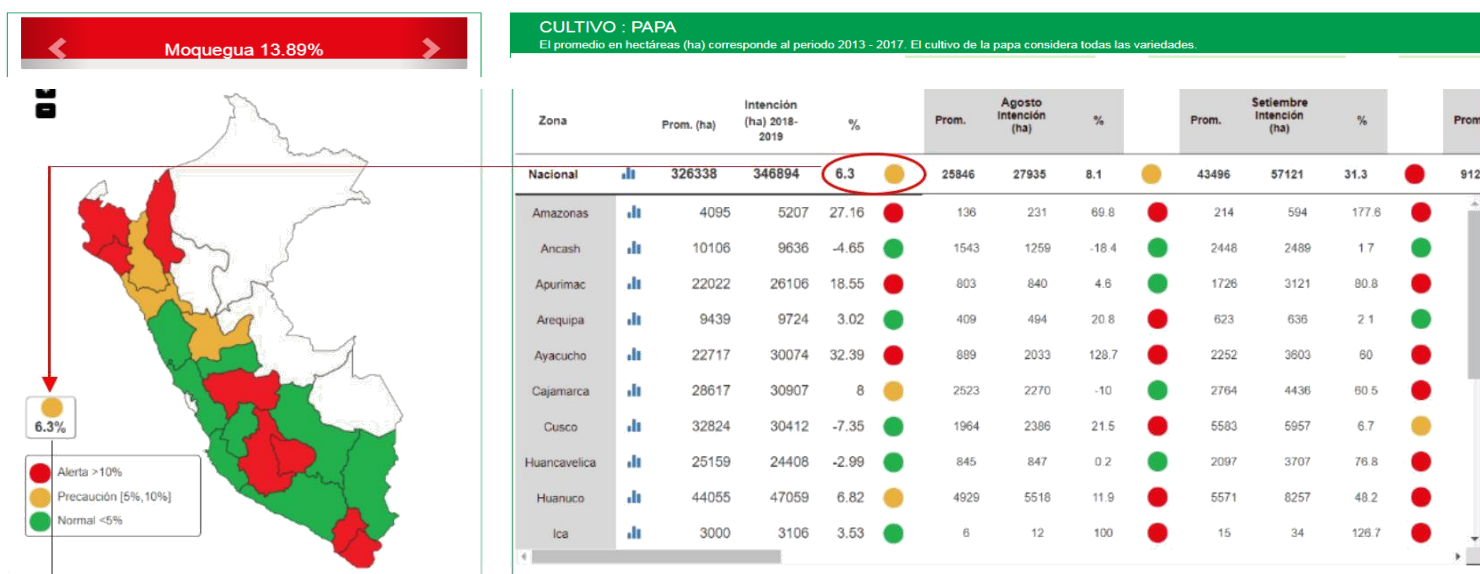 Moquegua 13.89%
CULTIVO : PAPA
El promedio en hectáreas (ha) corresponde al periodo 2013 - 2017. El cultivo de la papa considera todas las variedades.
6.3%
Alerta >10%
Precaución [5%,10%]
Normal <5%
Zona Prom. (ha) Intención (ha) 2018-2019 % Agosto Prom. Intención (ha) % Setiembre Prom. Intención (ha) % Prom
Nacional 326338 346894 6.3 25846 27935 8.1 43496 57121 31.3 912
Amazonas 4095 5207 27.16 136 231 69.8 214 594 177.6
Ancash 10106 9636 -4.65 1543 1259 -18.4 2448 2489 1.7
Apurimac 22022 26106 18.55 803 840 4.6 1726 3121 80.8
Arequipa 9439 9724 3.02 409 494 20.8 623 636 2.1
Ayacucho 22717 30074 32.39 889 2033 128.7 2252 3603 60
Cajamarca 28617 30907 8 2523 2270 -10 2764 4436 60.5
Cusco 32824 30412 -7.35 1964 2386 21.5 5583 5957 6.7
Huancavelica 25159 24408 -2.99 845 847 0.2 2097 3707 76.8
Huanuco 44055 47059 6.82 4929 5518 11.9 5571 8257 48.2
Ica 3000 3106 3.53 6 12 100 15 34 126.7